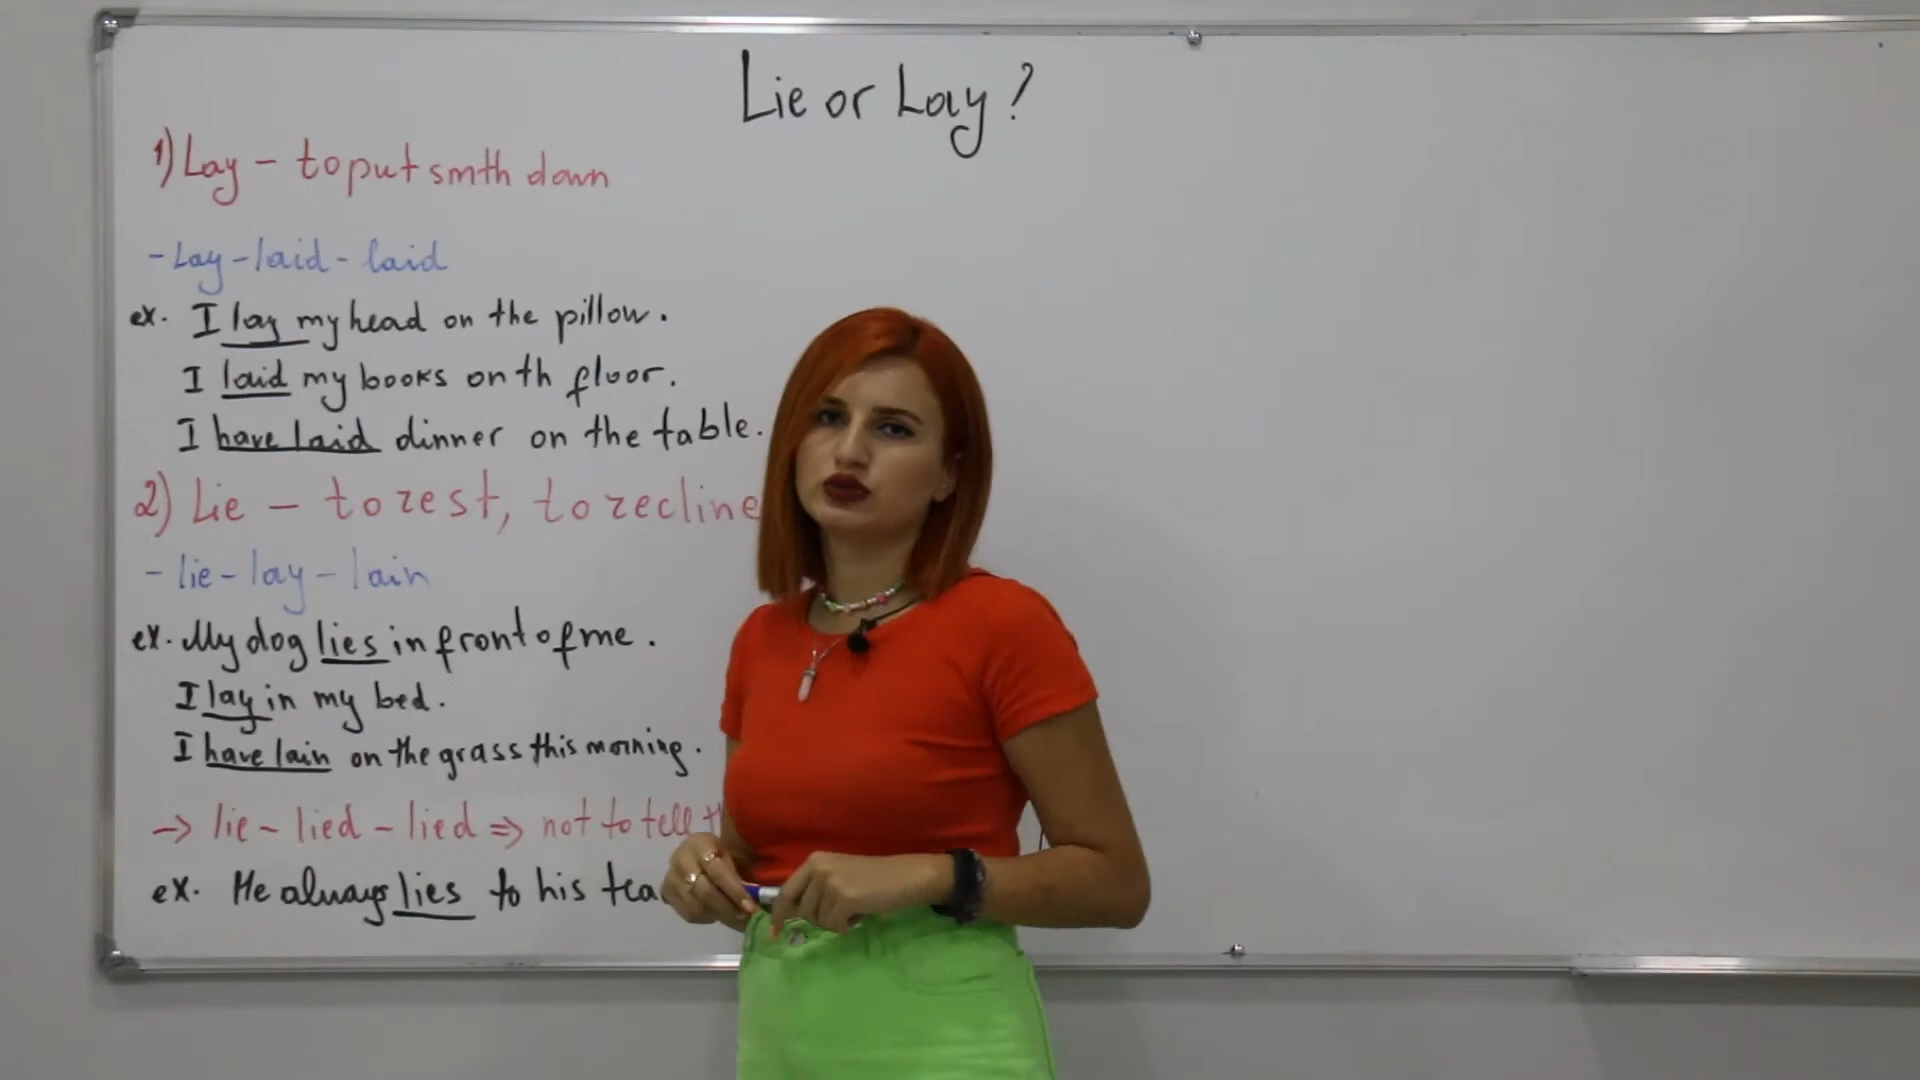 Lie or Lay?
1) Lay - to put smth down
- Lay - laid - laid
ex. I lay my head on the pillow.
I laid my books on th floor.
I have laid dinner on the table.
2) Lie - to rest, to recline
- lie - lay - lain
ex. My dog lies in front of me.
I lay in my bed.
I have lain on the grass this morning.
→ lie - lied - lied ⇒ not to tell
ex. He always lies to his